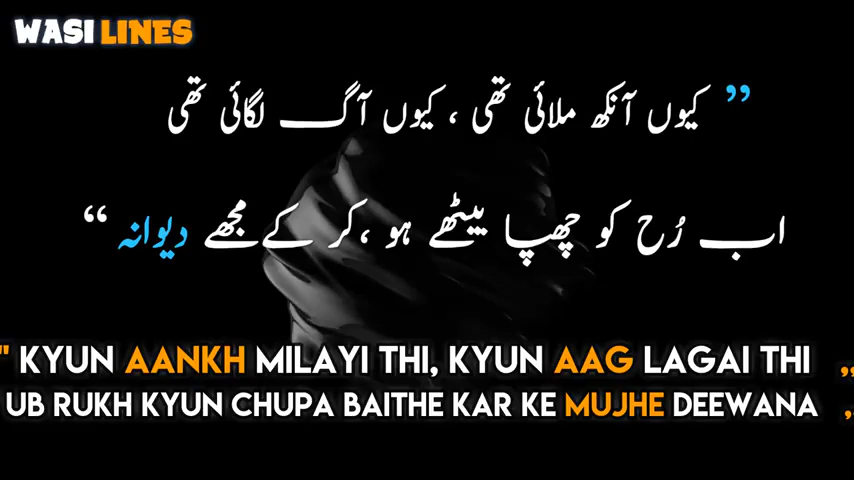 WASI LINES
” کیوں آنکھ ملائی تھی ، کیوں آگ لگائی تھی
اب رُح کو چھپا بیٹھے ہو ،کر کے مجھے دیوانہ “
" KYUN AANKH MILAYI THI, KYUN AAG LAGAI THI ,,
UB RUKH KYUN CHUPA BAITHE KAR KE MUJHE DEEWANA ,,